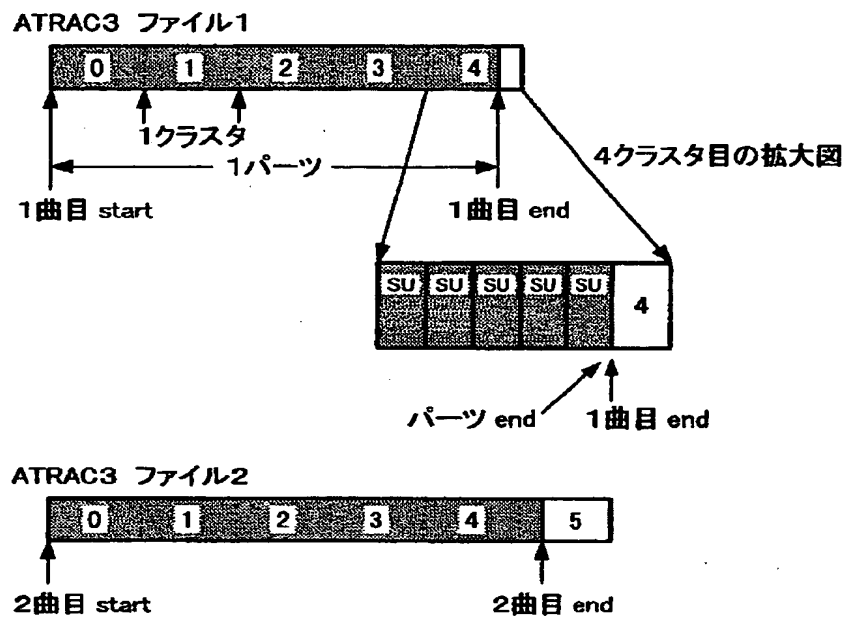 ATRAC3 ファイル1
0 1 2 3 4
1クラスタ
1パーツ
4クラスタ目の拡大図
1曲目 start
1曲目 end
SU SU SU SU SU
4
パーツ end
1曲目 end
ATRAC3 ファイル2
0 1 2 3 4 5
2曲目 start
2曲目 end